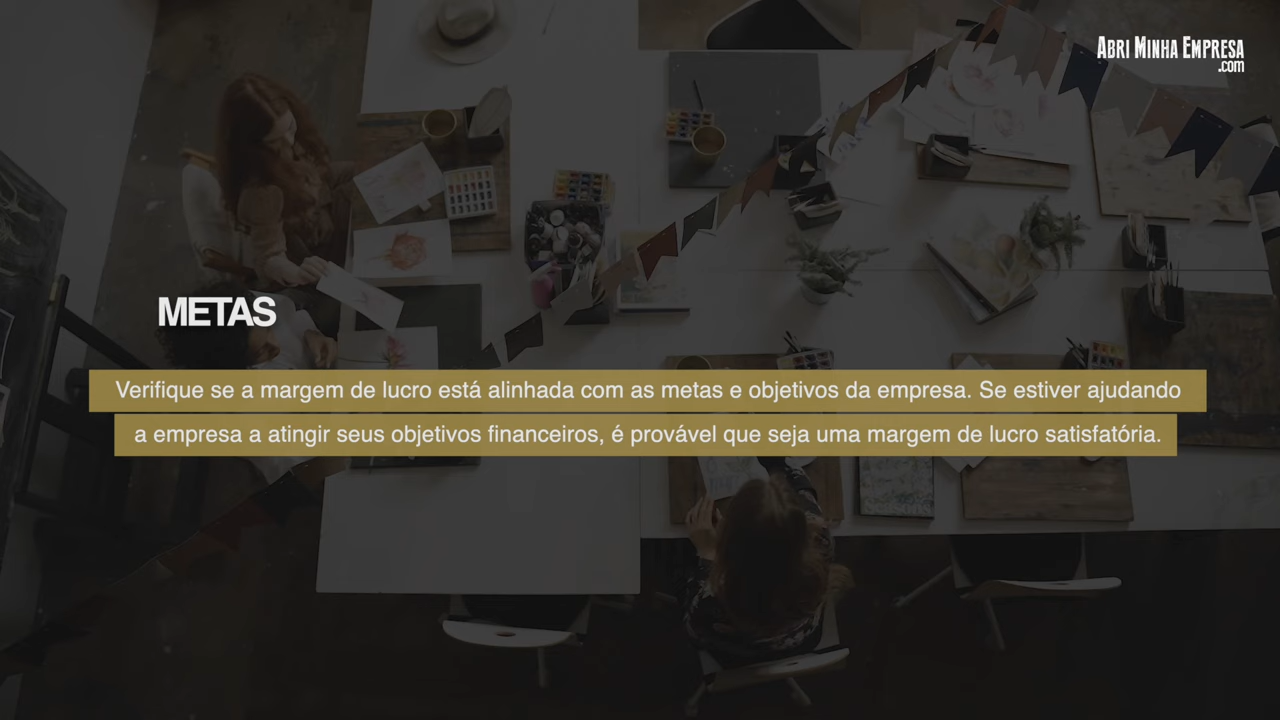 ABRI MINHA EMPRESA
.com
METAS
Verifique se a margem de lucro está alinhada com as metas e objetivos da empresa. Se estiver ajudando
a empresa a atingir seus objetivos financeiros, é provável que seja uma margem de lucro satisfatória.